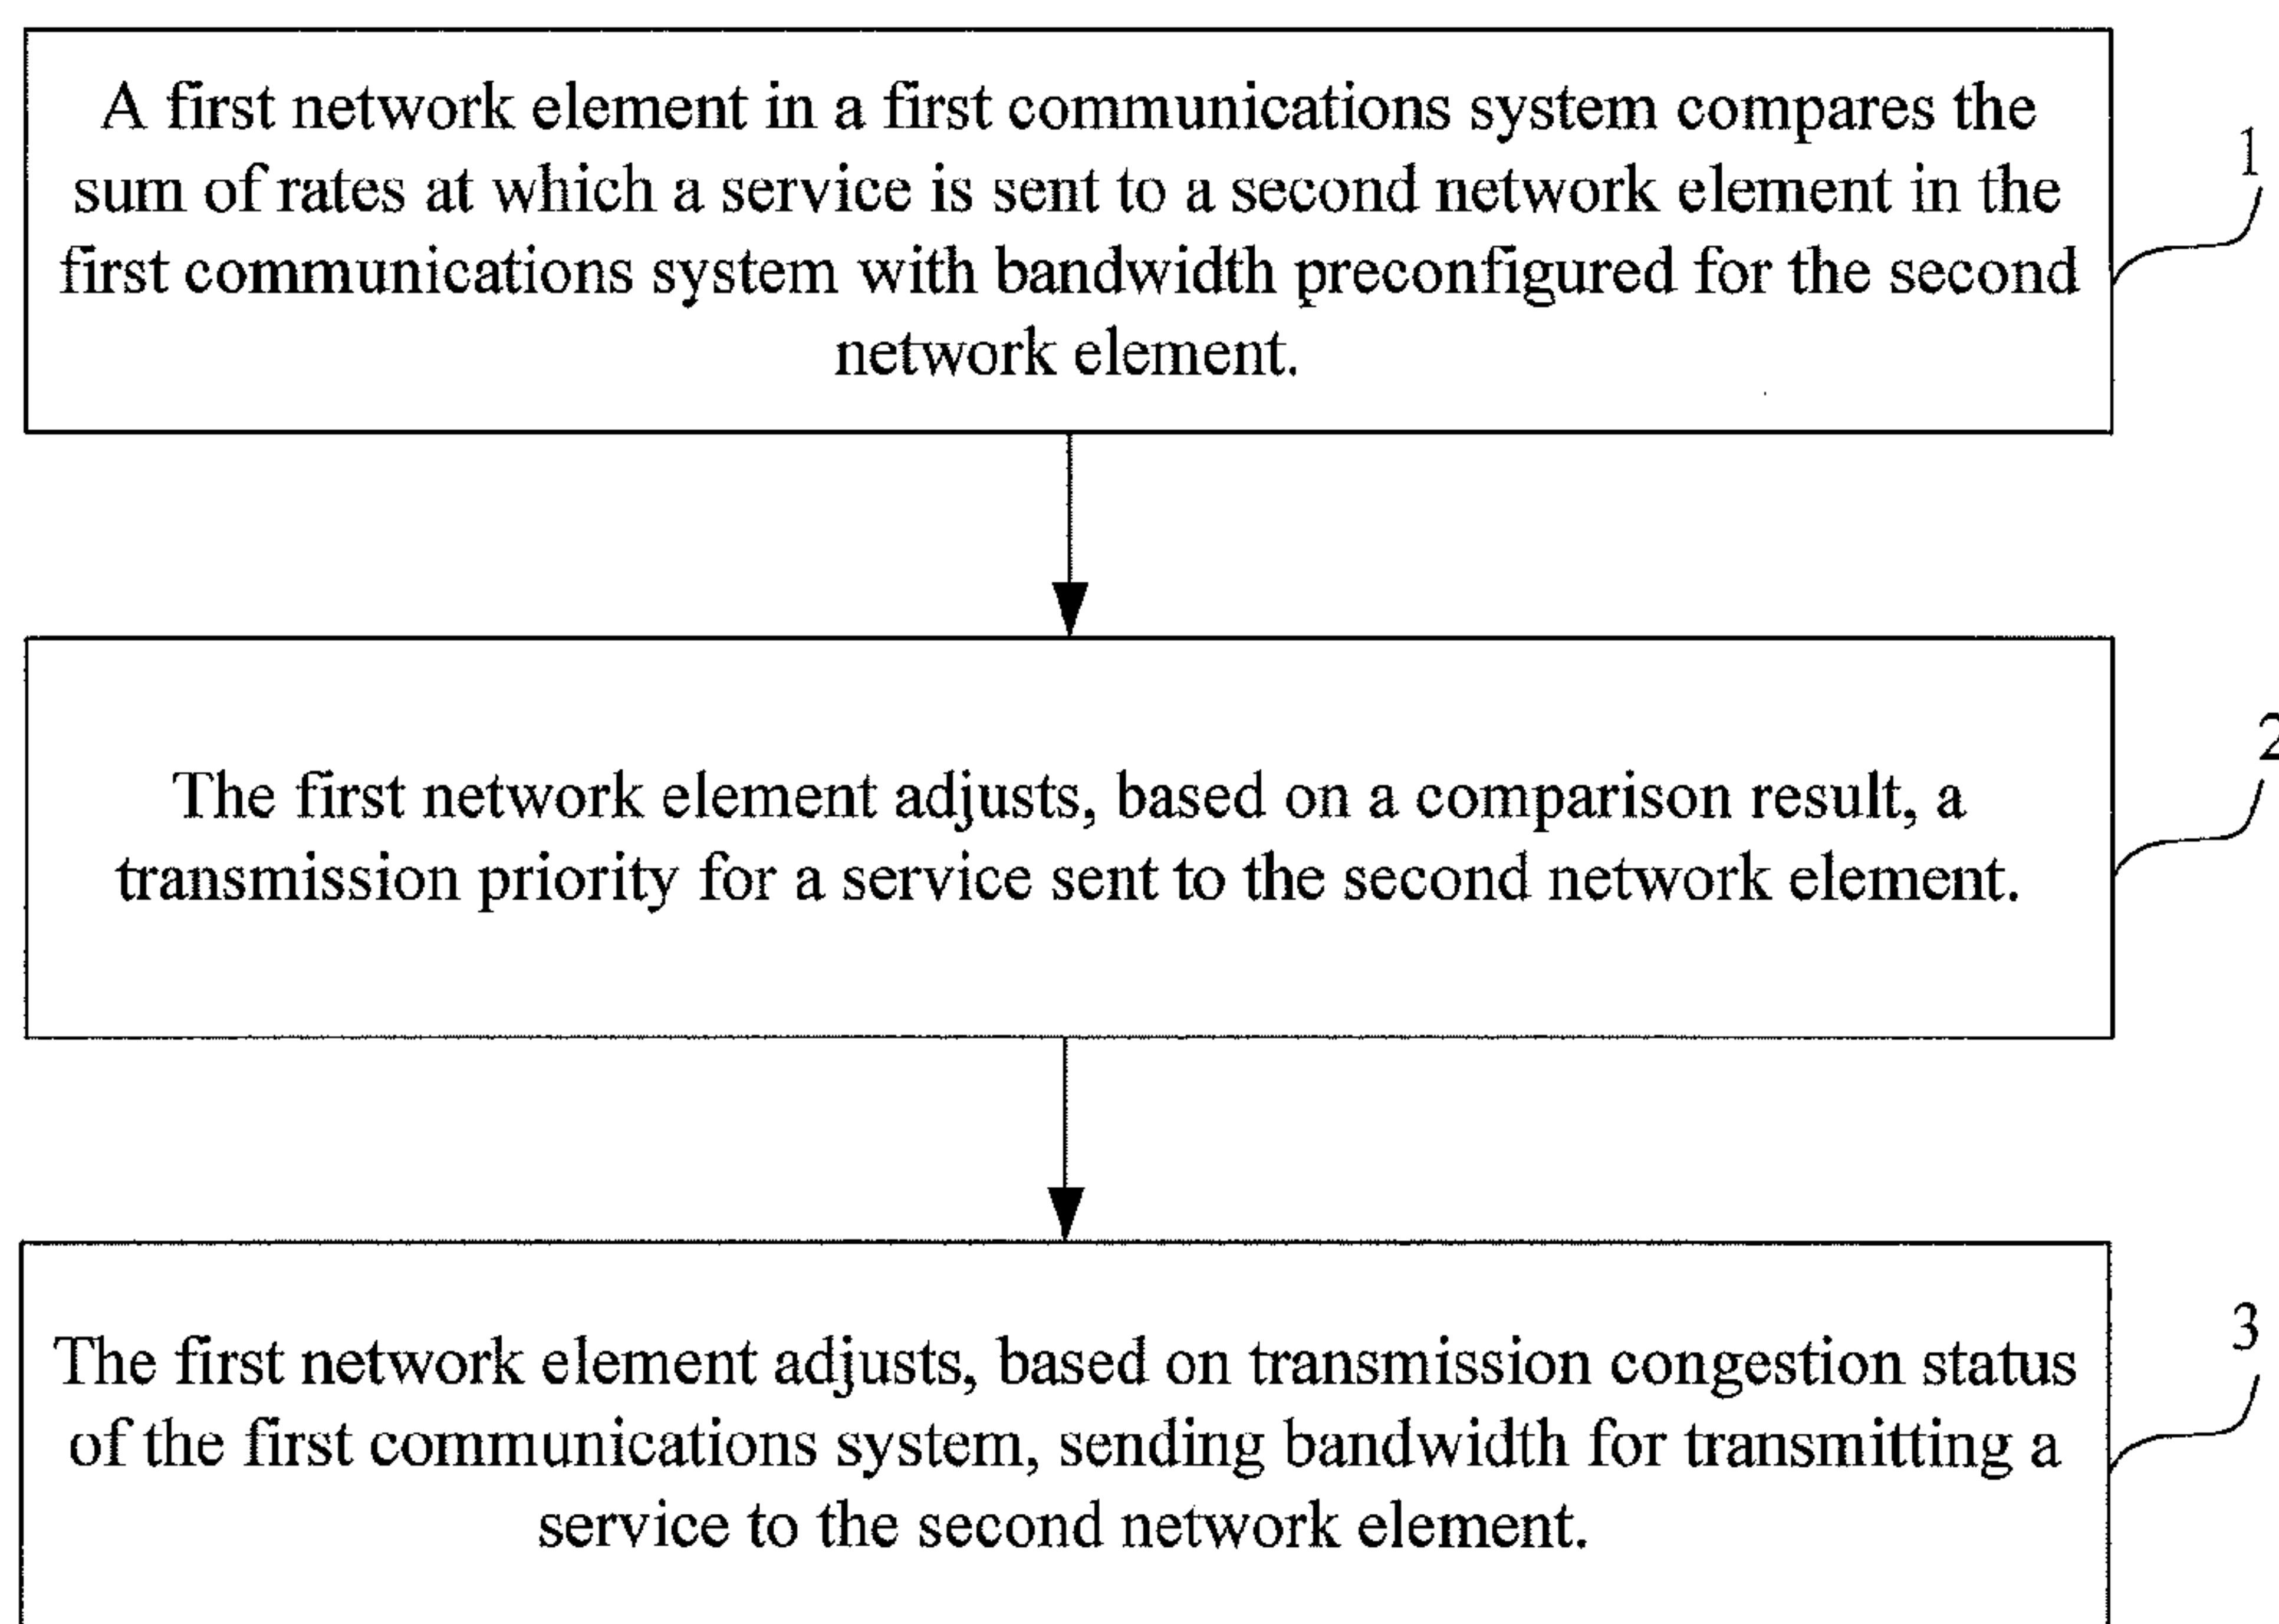 A first network element in a first communications system compares the
sum of rates at which a service is sent to a second network element in the
first communications system with bandwidth preconfigured for the second
network element.
1
The first network element adjusts, based on a comparison result, a
transmission priority for a service sent to the second network element.
2
The first network element adjusts, based on transmission congestion status
of the first communications system, sending bandwidth for transmitting a
service to the second network element.
3